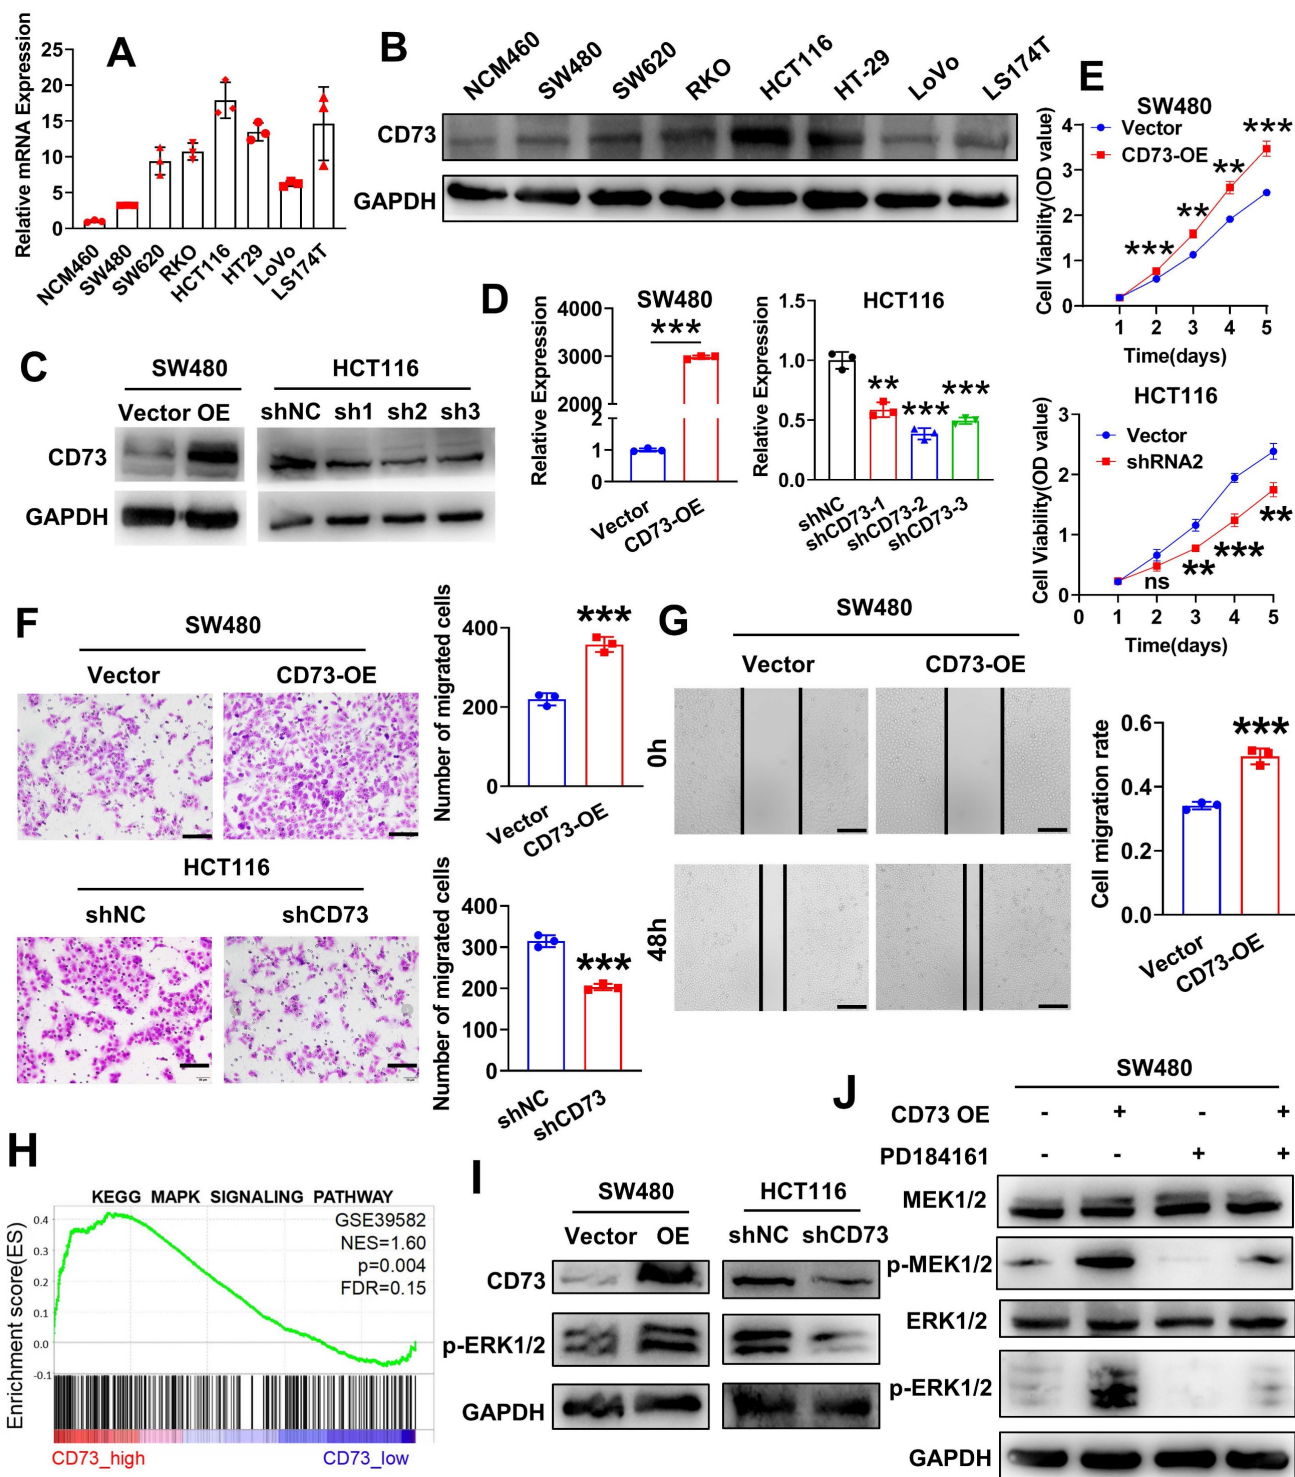 A
Relative mRNA Expression
25
20
15
10
5
0
NCM460
SW480
SW620
RKO
HCT116
HT29
LoVo
LS174T
B
NCM460
SW480
SW620
RKO
HCT116
HT-29
LoVo
LS174T
CD73
GAPDH
C
SW480
HCT116
Vector OE
shNC sh1 sh2 sh3
CD73
GAPDH
D
SW480
Relative Expression
4000
3000
2000
2
1
0
***
Vector
CD73-OE
HCT116
Relative Expression
1.5
1.0
0.5
0.0
**
***
***
shNC
shCD73-1
shCD73-2
shCD73-3
E
SW480
Vector
CD73-OE
Cell Viability(OD value)
4
3
2
1
0
***
**
**
***
1 2 3 4 5
Time(days)
HCT116
Vector
shRNA2
Cell Viability(OD value)
3
2
1
0
ns
**
***
**
0 1 2 3 4 5
Time(days)
F
SW480
Vector CD73-OE
Number of migrated cells
400
200
0
***
Vector
CD73-OE
HCT116
shNC shCD73
Number of migrated cells
400
300
200
100
0
***
shNC
shCD73
G
SW480
Vector CD73-OE
0h
48h
Cell migration rate
0.6
0.4
0.2
0.0
***
Vector
CD73-OE
H
KEGG MAPK SIGNALING PATHWAY
GSE39582
NES=1.60
p=0.004
FDR=0.15
Enrichment score(ES)
0.4
0.3
0.2
0.1
0.0
-0.1
CD73_high CD73_low
I
SW480 HCT116
Vector OE shNC shCD73
CD73
p-ERK1/2
GAPDH
J
SW480
CD73 OE - + - +
PD184161 - - + +
MEK1/2
p-MEK1/2
ERK1/2
p-ERK1/2
GAPDH